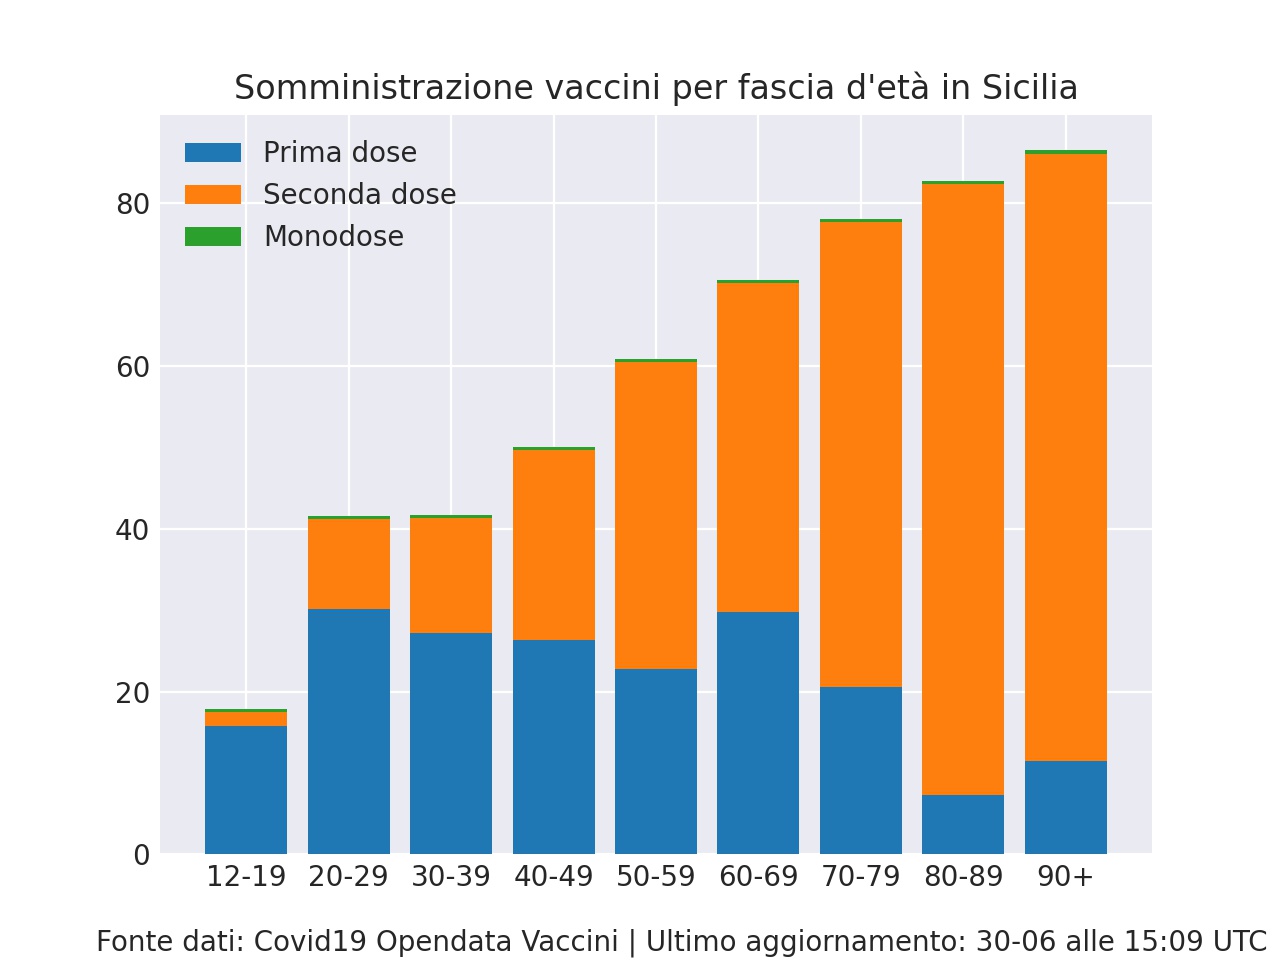 Somministrazione vaccini per fascia d'età in Sicilia
Prima dose
Seconda dose
Monodose
80
60
40
20
0
12-19 20-29 30-39 40-49 50-59 60-69 70-79 80-89 90+
Fonte dati: Covid19 Opendata Vaccini | Ultimo aggiornamento: 30-06 alle 15:09 UTC